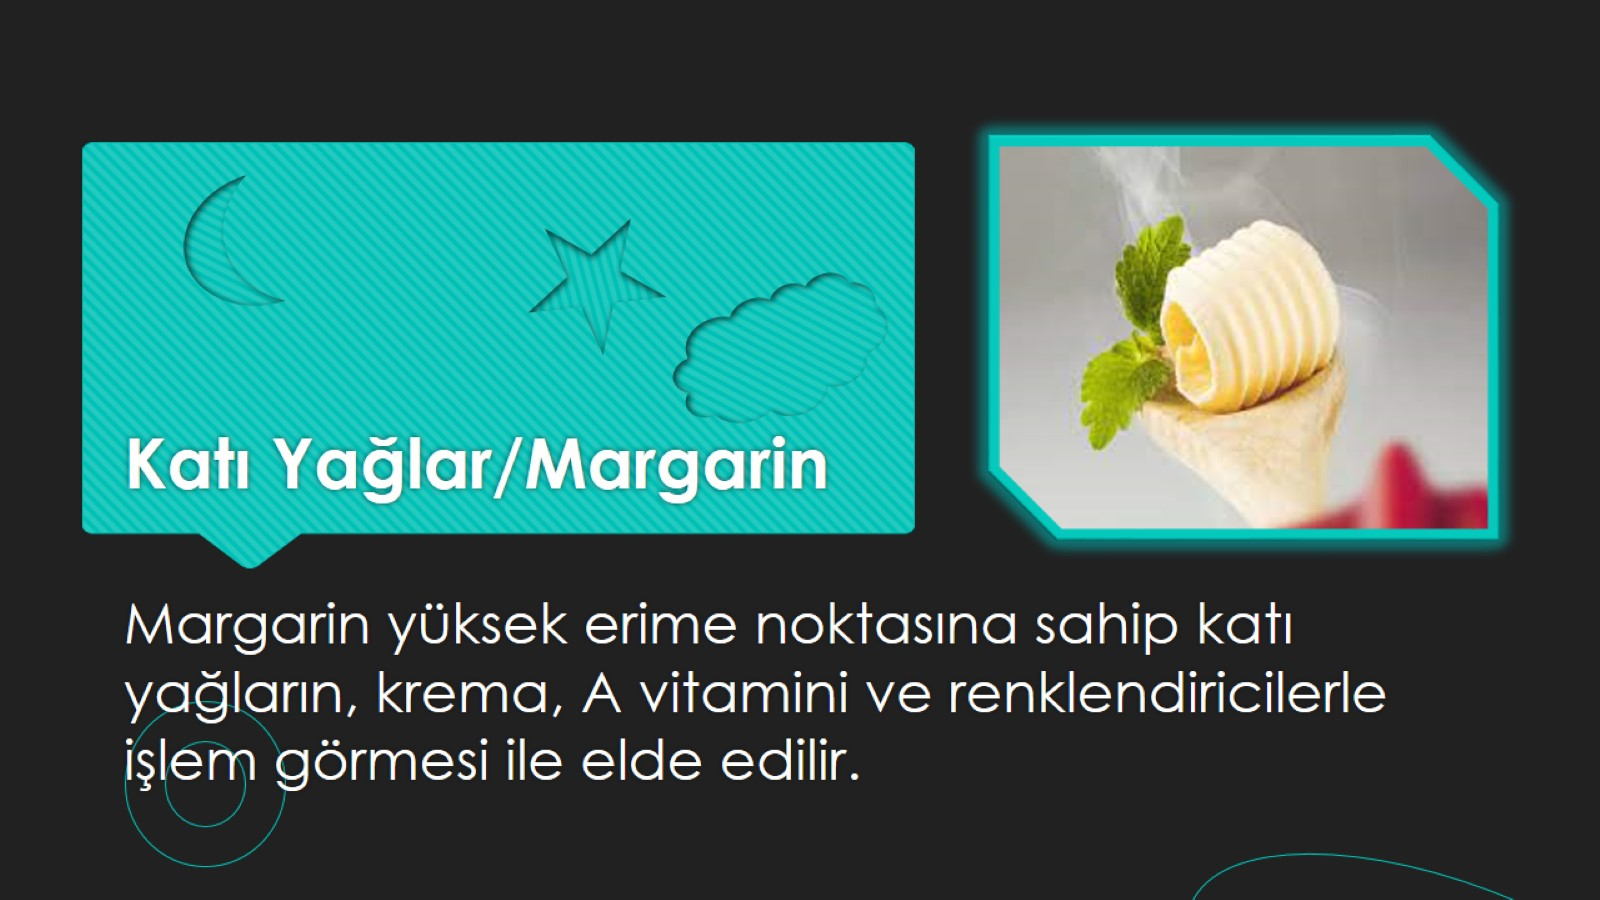 Katı Yağlar/Margarin
Margarin yüksek erime noktasına sahip katı
yağların, krema, A vitamini ve renklendiricilerle
işlem görmesi ile elde edilir.